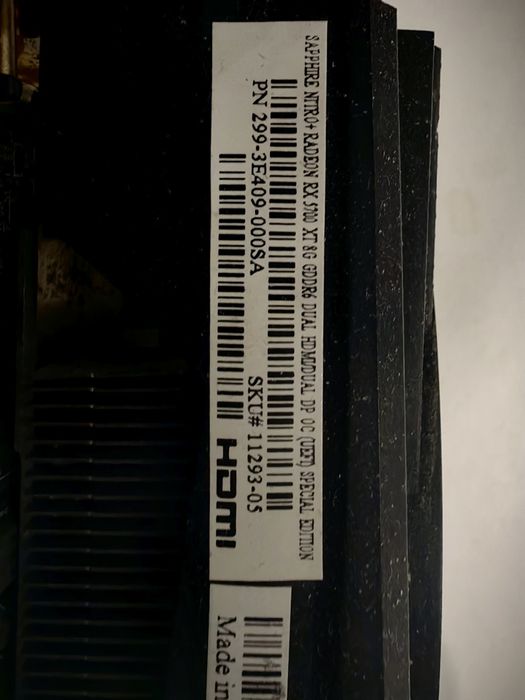 SAPPHIRE NITRO+ RADEON RX 5700 XT 8G GDDR6 DUAL HDMI/DUAL DP OC (UEFI) SPECIAL EDITION
PN 299-3E409-000SA SKU# 11293-05
HDMI
Made in